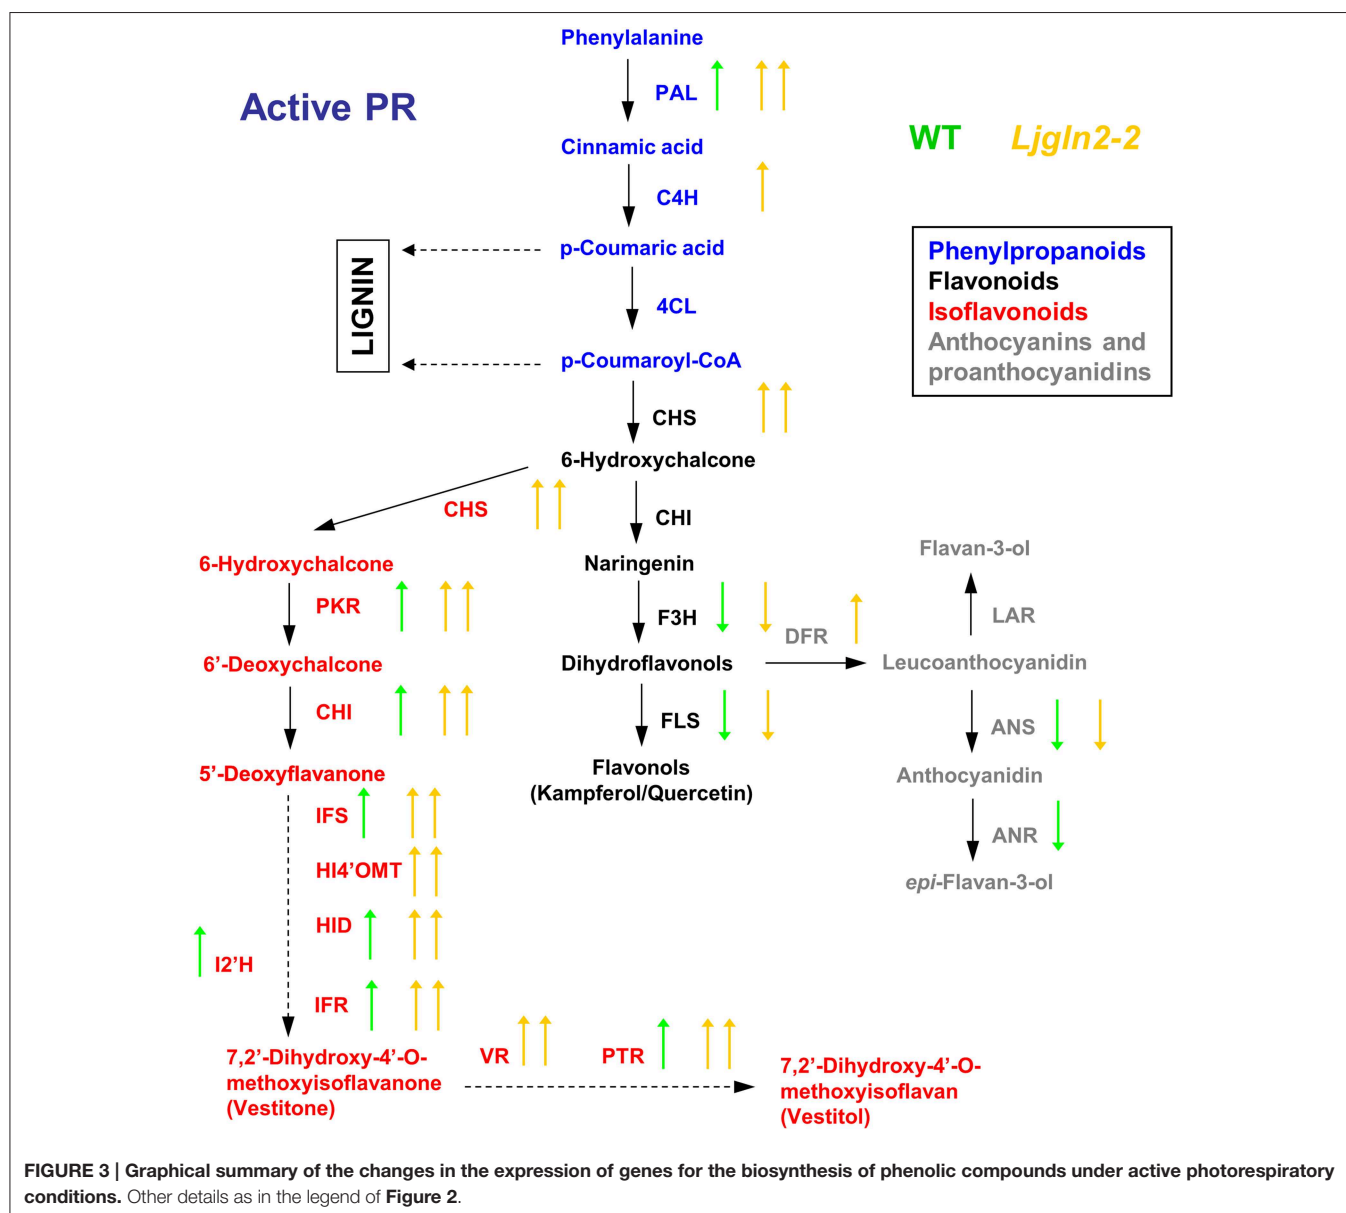 Phenylalanine
Active PR
PAL
WT LjgIn2-2
Cinnamic acid
C4H
p-Coumaric acid
LIGNIN
4CL
p-Coumaroyl-CoA
Phenylpropanoids
Flavonoids
Isoflavonoids
Anthocyanins and
proanthocyanidins
CHS
6-Hydroxychalcone
CHS
CHI
6-Hydroxychalcone
Naringenin
Flavan-3-ol
PKR
F3H
DFR
LAR
6’-Deoxychalcone
Dihydroflavonols
Leucoanthocyanidin
CHI
FLS
ANS
5’-Deoxyflavanone
Flavonols
(Kampferol/Quercetin)
Anthocyanidin
IFS
ANR
HI4’OMT
epi-Flavan-3-ol
HID
I2’H
IFR
7,2’-Dihydroxy-4’-O-
methoxyisoflavanone
(Vestitone)
VR
PTR
7,2’-Dihydroxy-4’-O-
methoxyisoflavan
(Vestitol)
FIGURE 3 | Graphical summary of the changes in the expression of genes for the biosynthesis of phenolic compounds under active photorespiratory
conditions. Other details as in the legend of Figure 2.